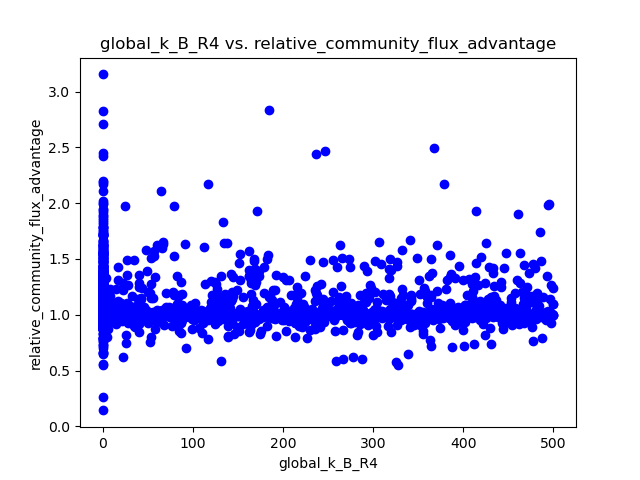 global_k_B_R4 vs. relative_community_flux_advantage
3.0
2.5
2.0
1.5
1.0
0.5
0.0
relative_community_flux_advantage
0 100 200 300 400 500
global_k_B_R4